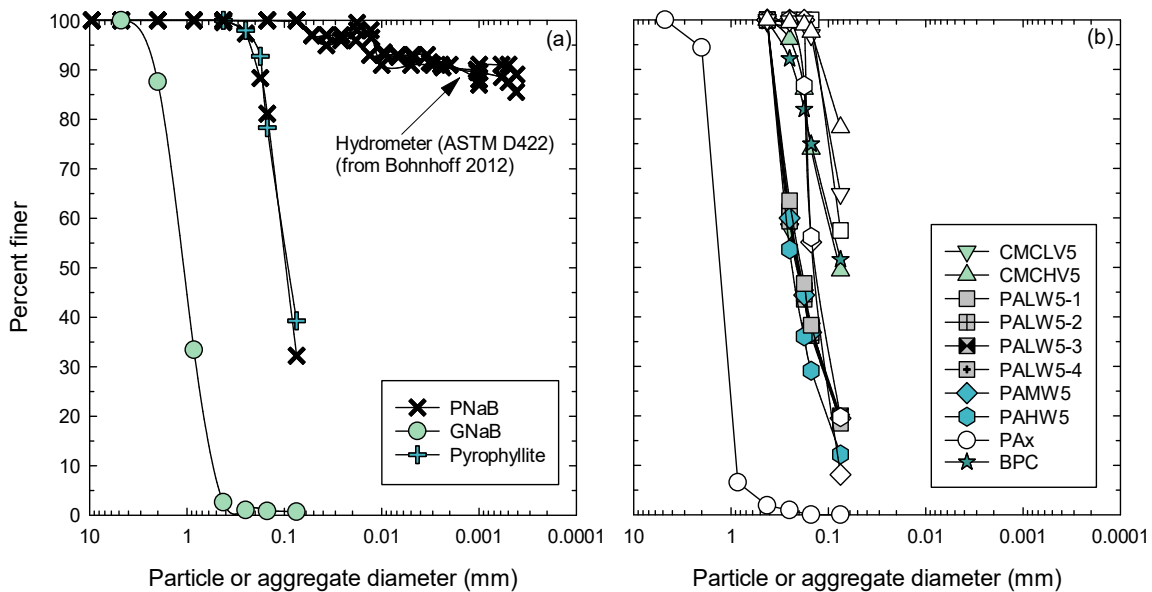 Percent finer
100
90
80
70
60
50
40
30
20
10
0
(a)
Hydrometer (ASTM D422)
(from Bohnhoff 2012)
PNaB
GNaB
Pyrophyllite
10 1 0.1 0.01 0.001 0.0001
Particle or aggregate diameter (mm)
(b)
CMCLV5
CMCHV5
PALW5-1
PALW5-2
PALW5-3
PALW5-4
PAMW5
PAHW5
PAx
BPC
10 1 0.1 0.01 0.001 0.0001
Particle or aggregate diameter (mm)